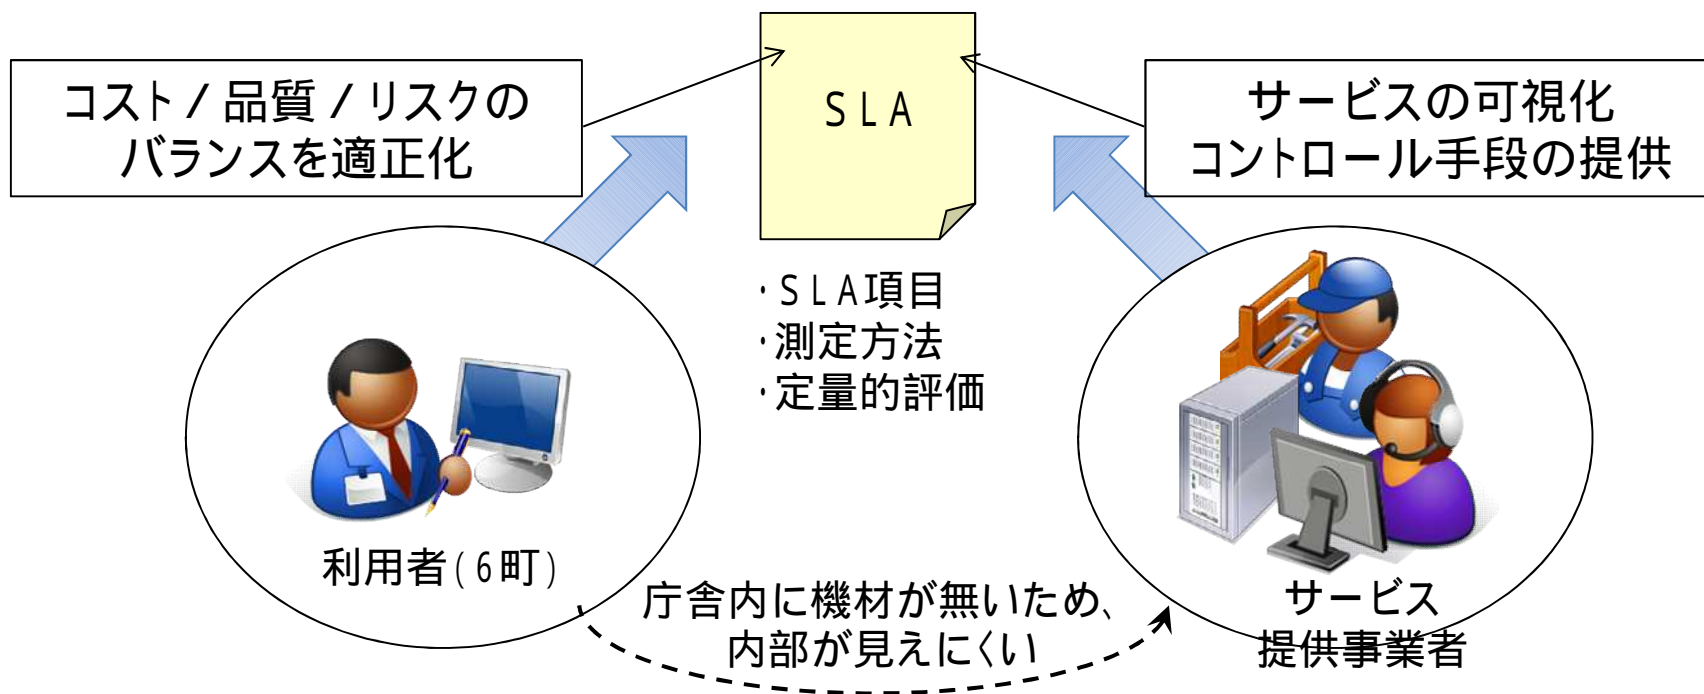 コスト／品質／リスクの
バランスを適正化
SLA
サービスの可視化
コントロール手段の提供
・SLA項目
・測定方法
・定量的評価
利用者(6町)
庁舎内に機材が無いため、
内部が見えにくい
サービス
提供事業者